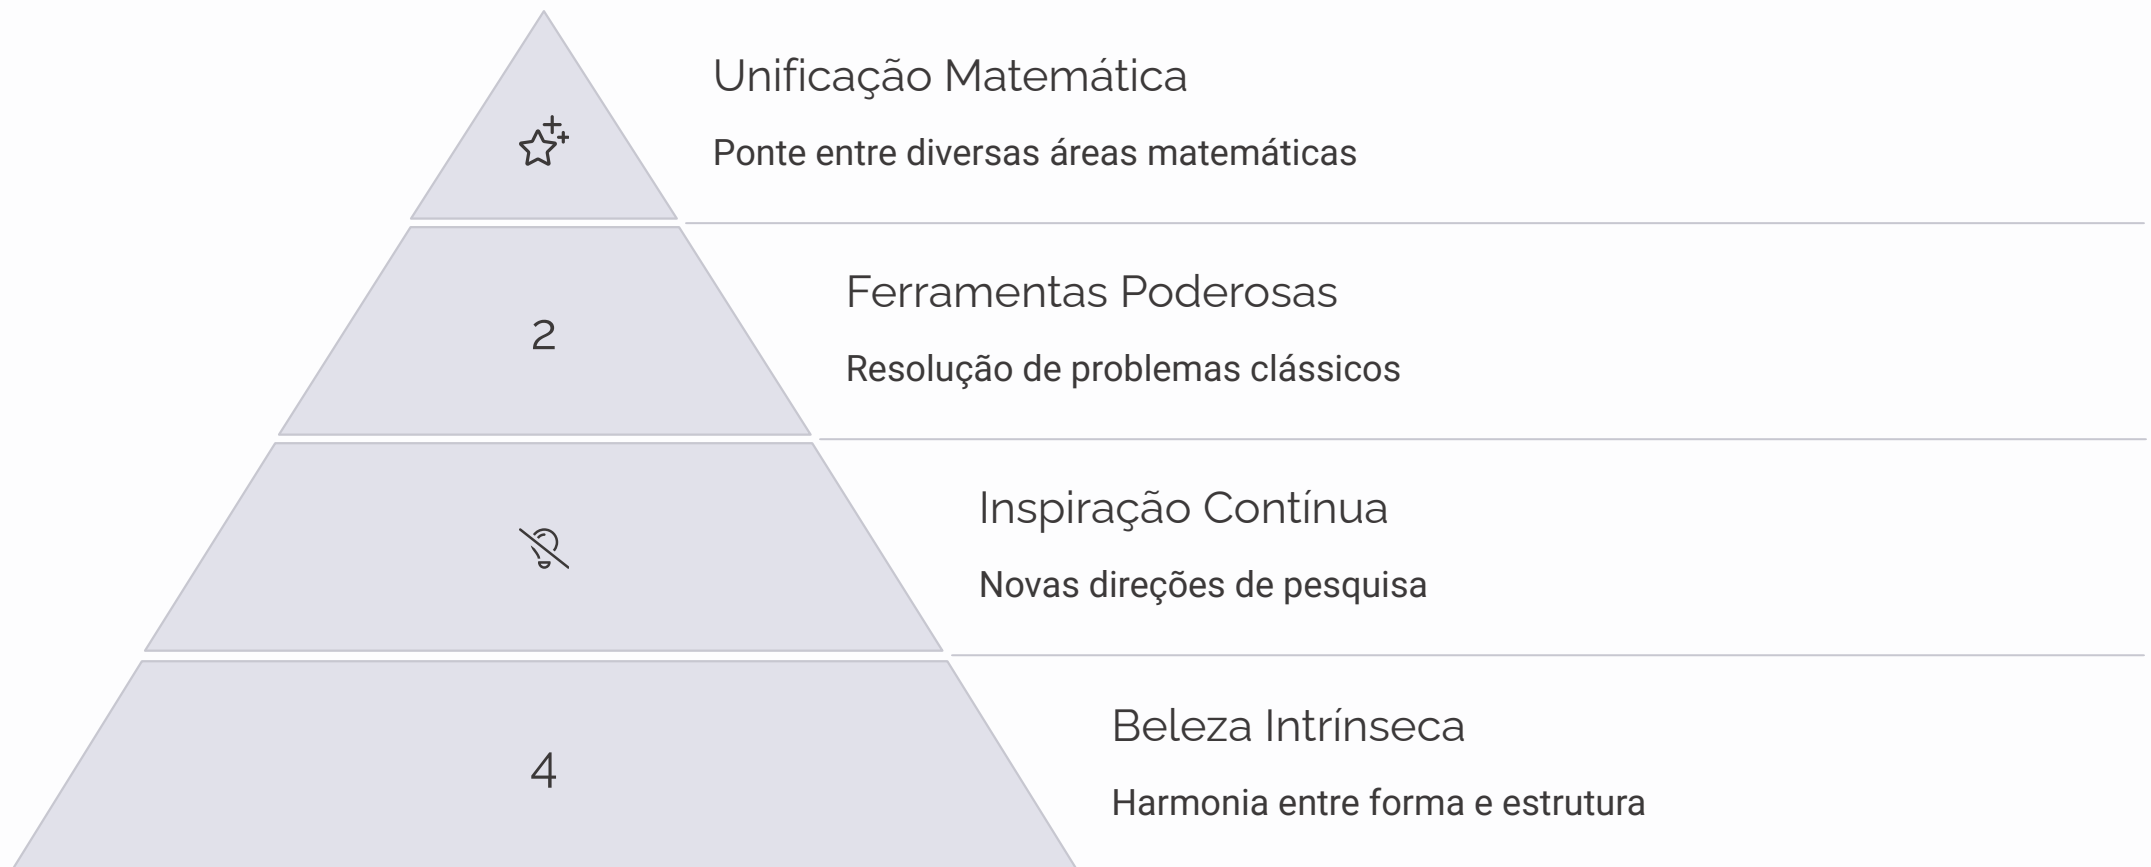 Unificação Matemática
Ponte entre diversas áreas matemáticas
2
Ferramentas Poderosas
Resolução de problemas clássicos
Inspiração Contínua
Novas direções de pesquisa
4
Beleza Intrínseca
Harmonia entre forma e estrutura